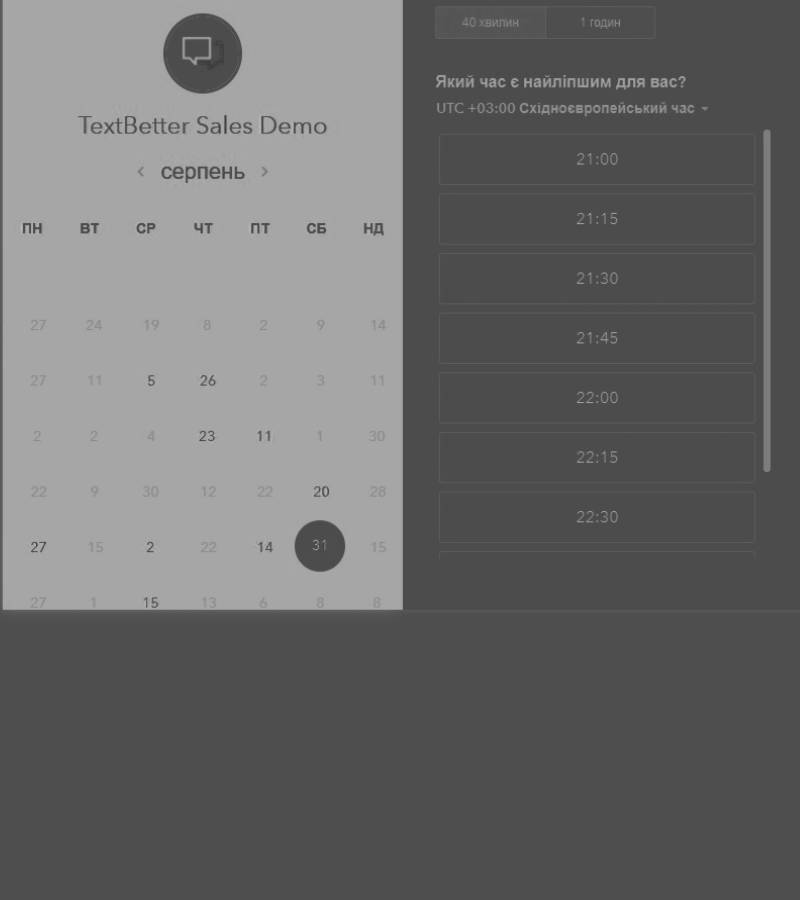 TextBetter Sales Demo
серпень
ПН ВТ СР ЧТ ПТ СБ НД
27 24 19 8 2 9 14
27 11 5 26 2 3 11
2 2 4 23 11 1 30
22 9 30 12 22 20 28
27 15 2 22 14 31 15
27 1 15 13 6 8 8
40 хвилин 1 годин
Який час є найліпшим для вас?
UTC +03:00 Східноєвропейський час
21:00
21:15
21:30
21:45
22:00
22:15
22:30